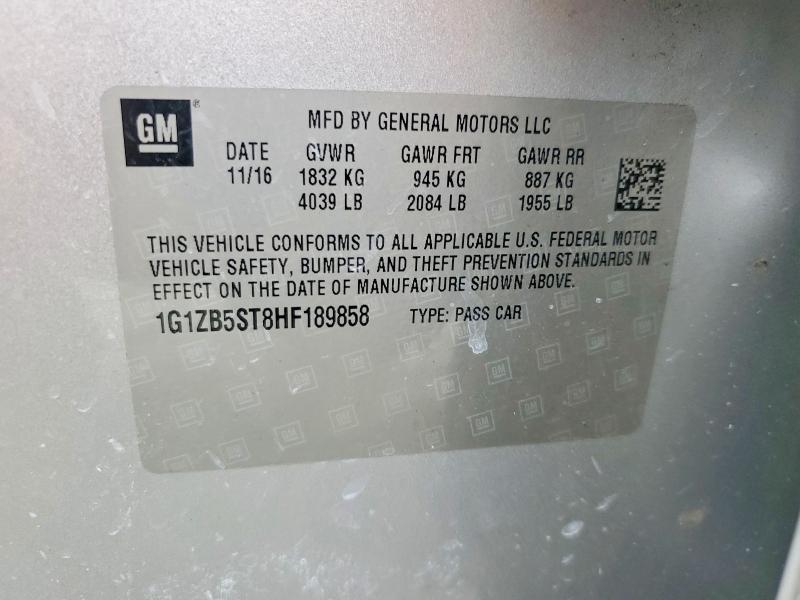 GM ®
MFD BY GENERAL MOTORS LLC
DATE GVWR GAWR FRT GAWR RR
11/16 1832 KG 945 KG 887 KG
4039 LB 2084 LB 1955 LB
THIS VEHICLE CONFORMS TO ALL APPLICABLE U.S. FEDERAL MOTOR
VEHICLE SAFETY, BUMPER, AND THEFT PREVENTION STANDARDS IN
EFFECT ON THE DATE OF MANUFACTURE SHOWN ABOVE.
1G1ZB5ST8HF189858 TYPE: PASS CAR